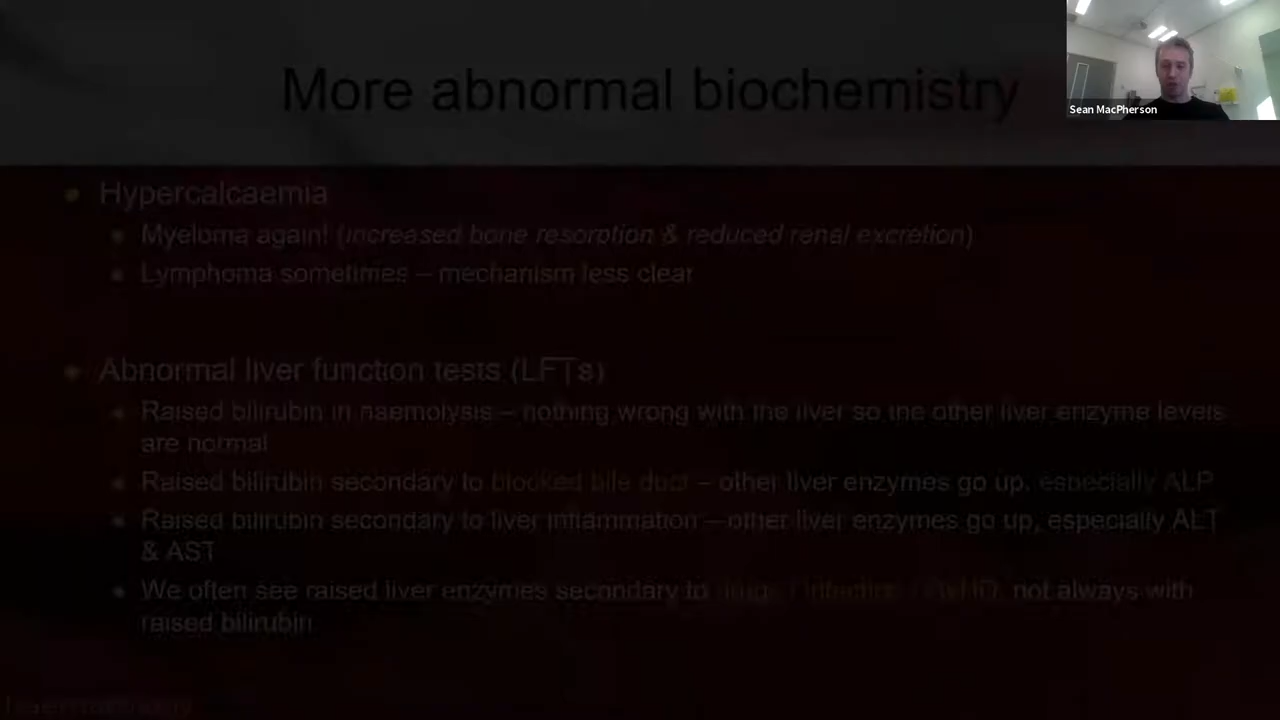 More abnormal biochemistry
Sean MacPherson
Hypercalcaemia
Myeloma again! (increased bone resorption & reduced renal excretion)
Lymphoma sometimes – mechanism less clear
Abnormal liver function tests (LFTs)
Raised bilirubin in haemolysis – nothing wrong with the liver so the other liver enzyme levels
are normal
Raised bilirubin secondary to blocked bile duct – other liver enzymes go up, especially ALP
Raised bilirubin secondary to liver inflammation – other liver enzymes go up, especially ALT
& AST
We often see raised liver enzymes secondary to drugs / infection / GvHD, not always with
raised bilirubin